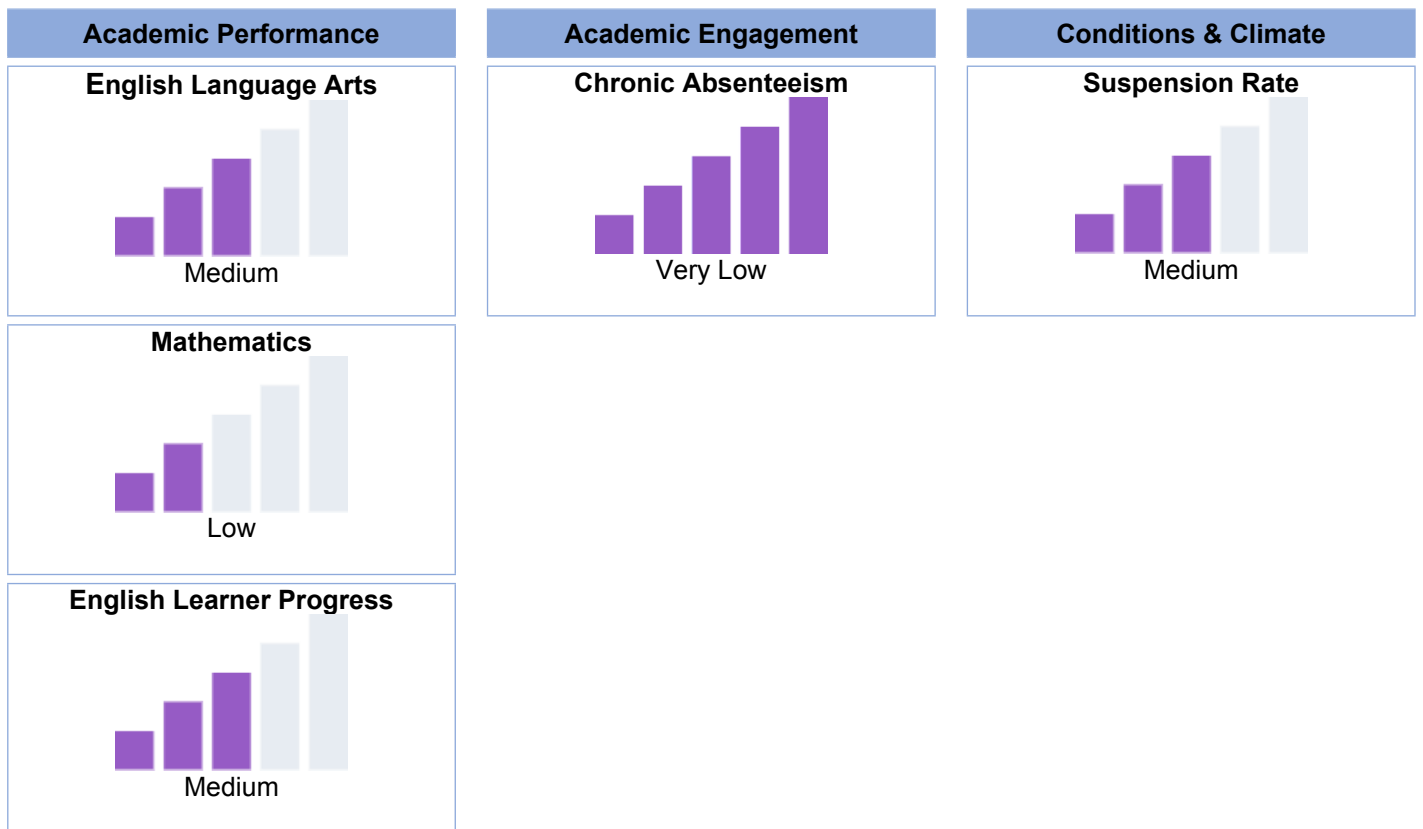 Academic Performance
Academic Engagement
Conditions & Climate
English Language Arts
Medium
Chronic Absenteeism
Very Low
Suspension Rate
Medium
Mathematics
Low
English Learner Progress
Medium